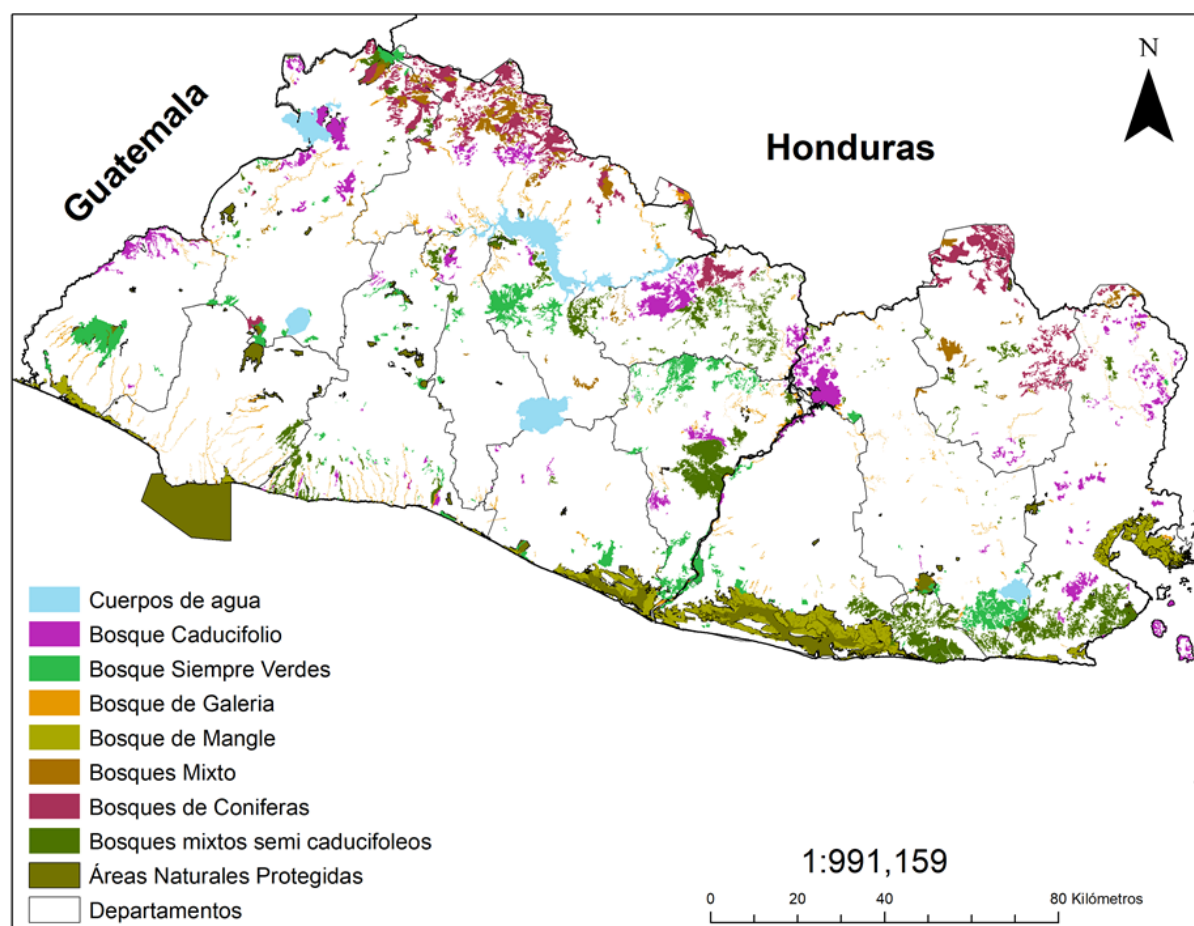 N
Guatemala
Honduras
Cuerpos de agua
Bosque Caducifolio
Bosque Siempre Verdes
Bosque de Galeria
Bosque de Mangle
Bosques Mixto
Bosques de Coniferas
Bosques mixtos semi caducifoleos
Áreas Naturales Protegidas
Departamentos
1:991,159
0 20 40 80 Kilómetros